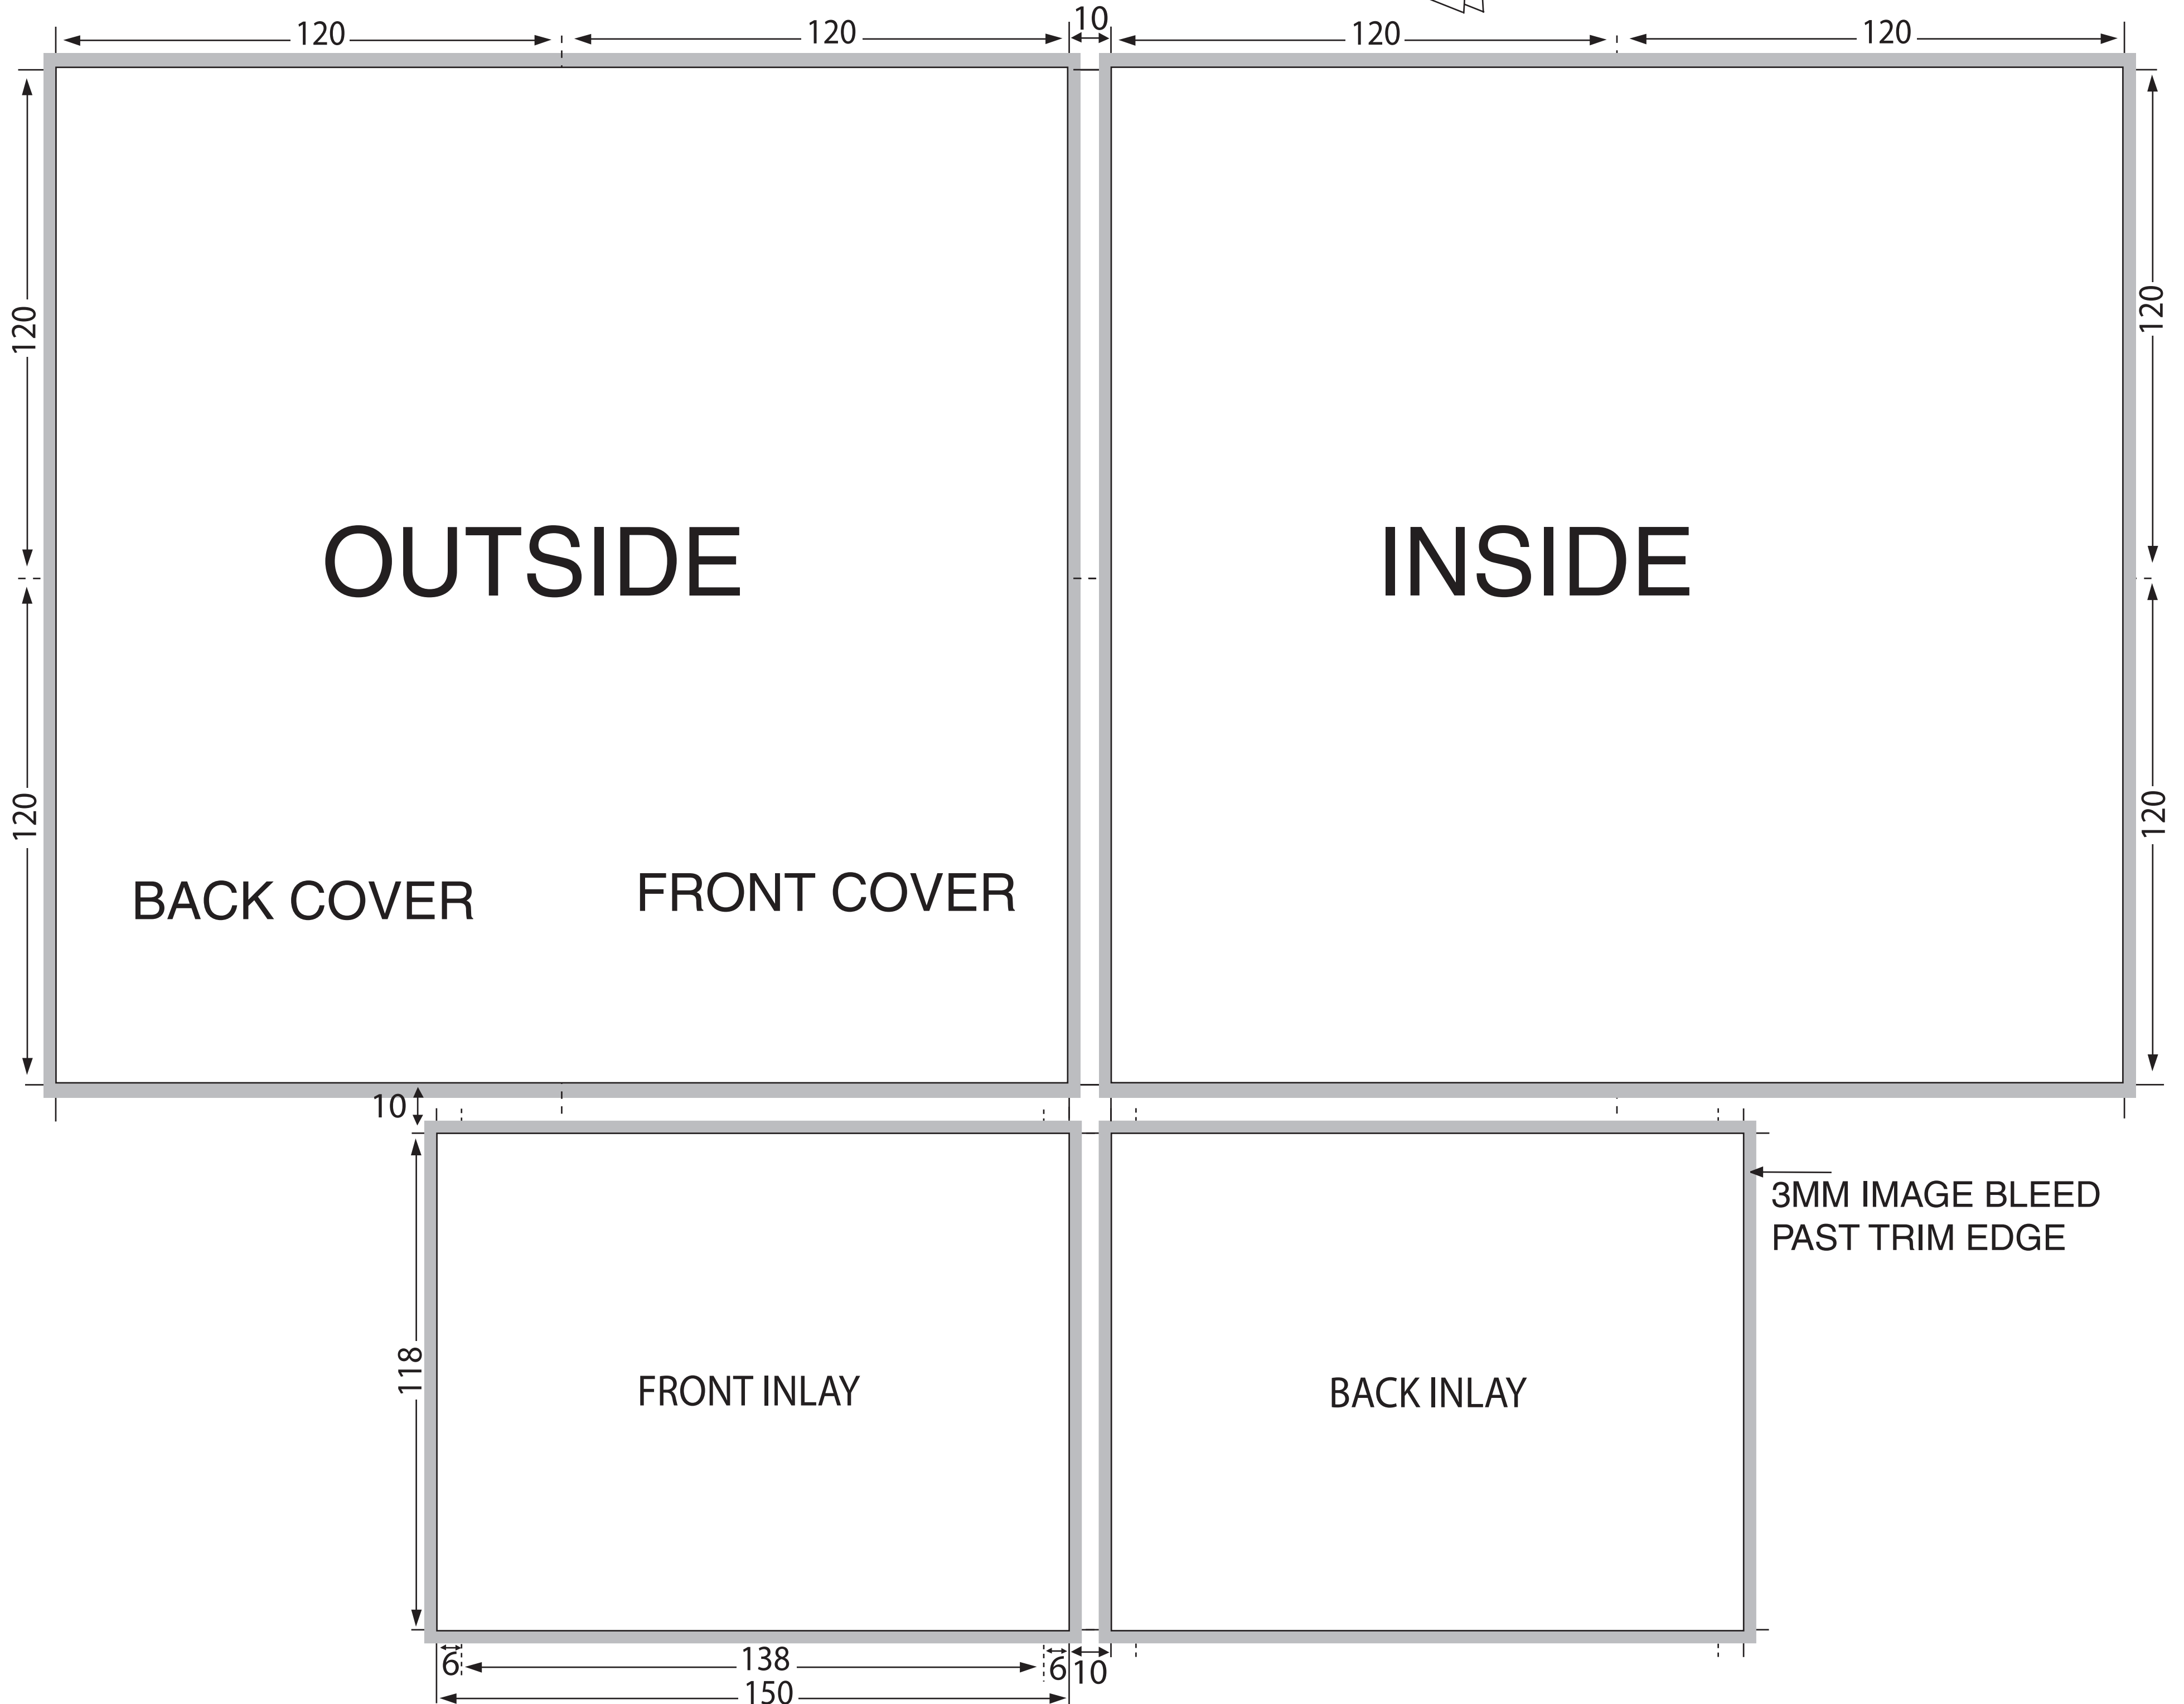 120 120 10 120 120
120 120
OUTSIDE INSIDE
120 120
BACK COVER FRONT COVER
10
3MM IMAGE BLEED
PAST TRIM EDGE
118
FRONT INLAY BACK INLAY
6 138 6 10
150